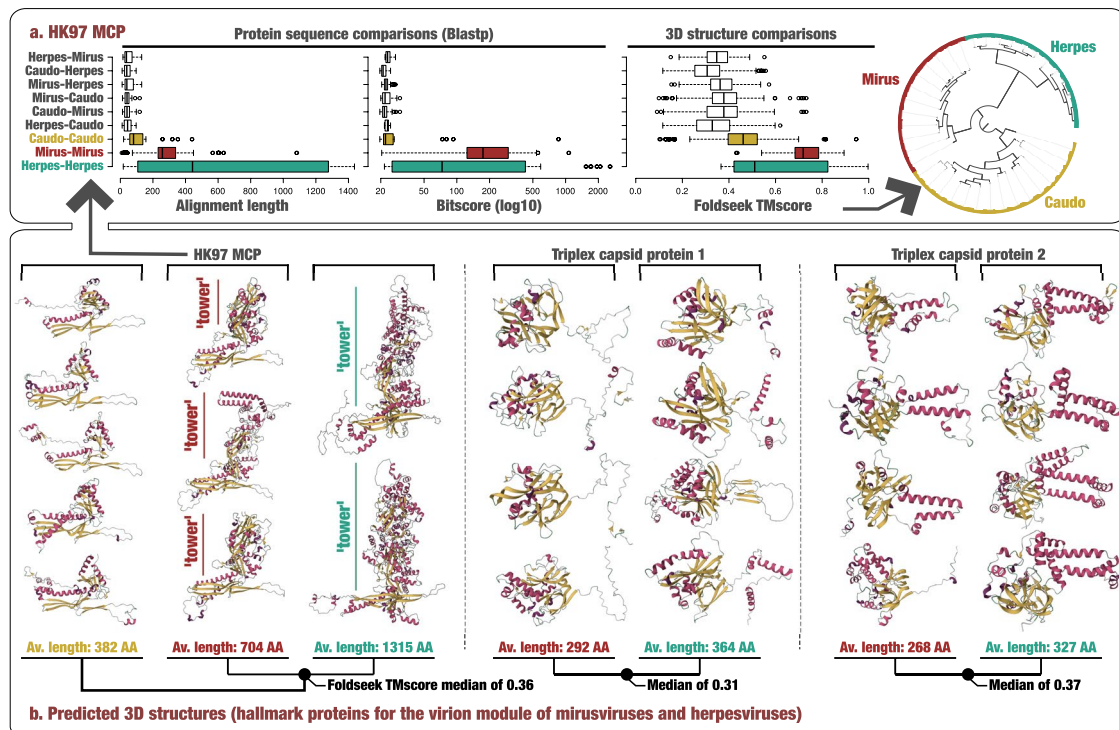 a. HK97 MCP
Protein sequence comparisons (Blastp)
3D structure comparisons
Herpes-Mirus
Caudo-Herpes
Mirus-Herpes
Mirus-Caudo
Caudo-Mirus
Herpes-Caudo
Caudo-Caudo
Mirus-Mirus
Herpes-Herpes
0 200 400 600 800 1000 1200 1400
Alignment length
20 50 100 200 500 1000 2000
Bitscore (log10)
0.0 0.2 0.4 0.6 0.8 1.0
Foldseek TMscore
Herpes
Mirus
Caudo
HK97 MCP
Triplex capsid protein 1
Triplex capsid protein 2
'tower'
'tower'
'tower'
'tower'
'tower'
Av. length: 382 AA
Av. length: 704 AA
Av. length: 1315 AA
Av. length: 292 AA
Av. length: 364 AA
Av. length: 268 AA
Av. length: 327 AA
Foldseek TMscore median of 0.36
Median of 0.31
Median of 0.37
b. Predicted 3D structures (hallmark proteins for the virion module of mirusviruses and herpesviruses)